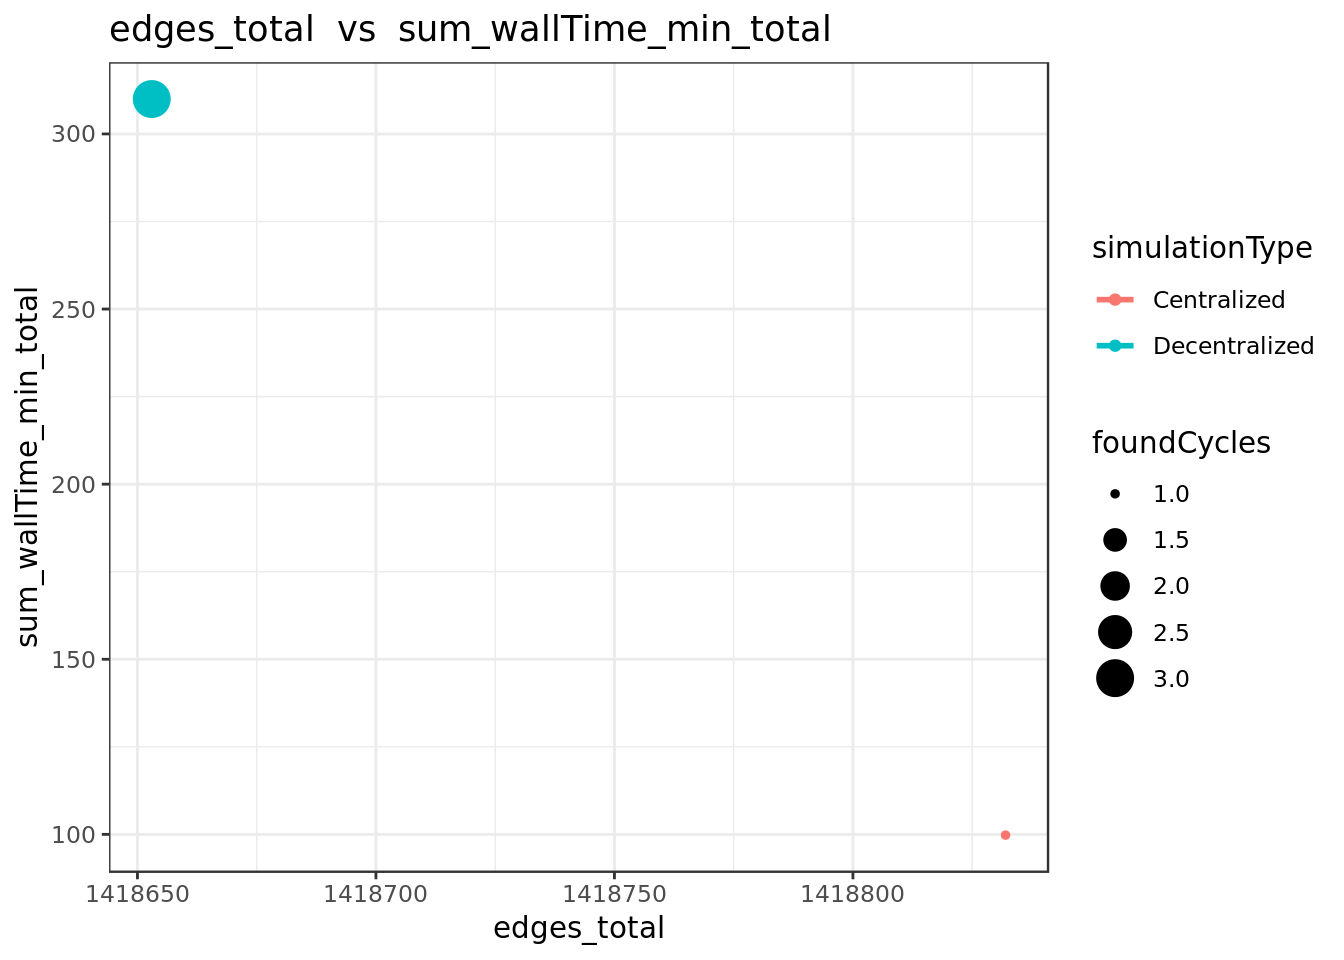 edges_total  vs  sum_wallTime_min_total
sum_wallTime_min_total
300
250
200
150
100
1418650
1418700
1418750
1418800
edges_total
simulationType
Centralized
Decentralized
foundCycles
1.0
1.5
2.0
2.5
3.0